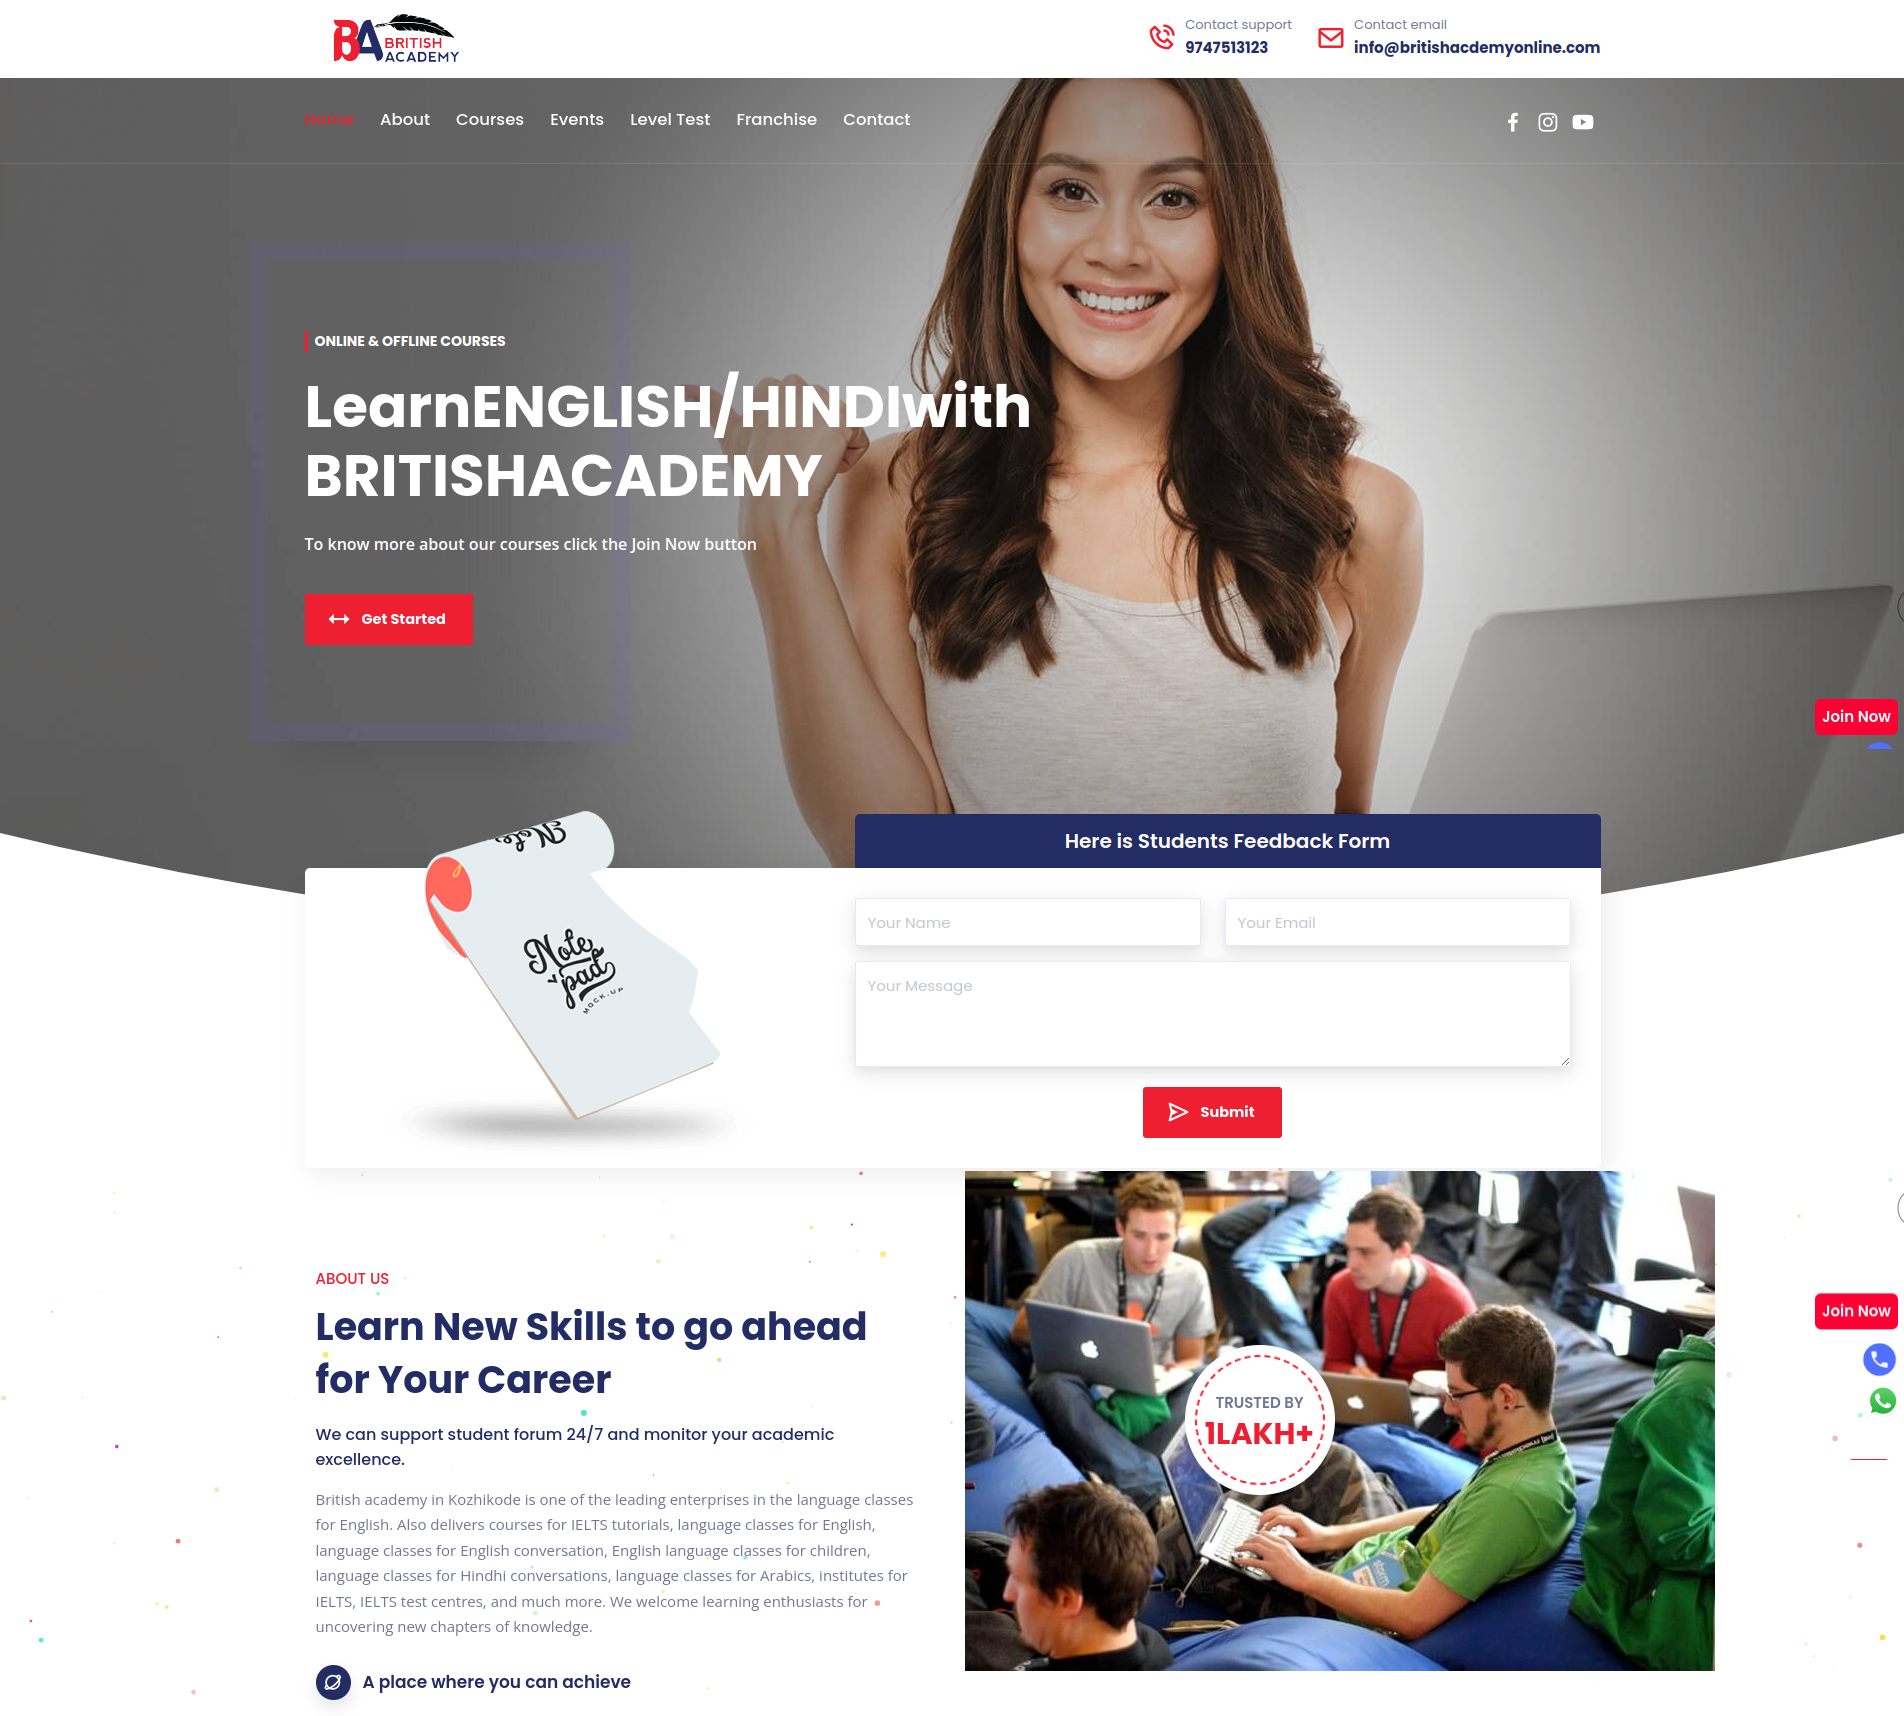 BA BRITISH
ACADEMY
Contact support
9747513123
Contact email
info@britishacdemyonline.com
Home About Courses Events Level Test Franchise Contact
ONLINE & OFFLINE COURSES
LearnENGLISH/HINDIwith
BRITISHACADEMY
To know more about our courses click the Join Now button
Get Started
Join Now
Here is Students Feedback Form
Note
Note
pad
MOCK-UP
Your Name
Your Email
Your Message
Submit
ABOUT US
Learn New Skills to go ahead
for Your Career
We can support student forum 24/7 and monitor your academic
excellence.
British academy in Kozhikode is one of the leading enterprises in the language classes
for English. Also delivers courses for IELTS tutorials, language classes for English,
language classes for English conversation, English language classes for children,
language classes for Hindhi conversations, language classes for Arabics, institutes for
IELTS, IELTS test centres, and much more. We welcome learning enthusiasts for
uncovering new chapters of knowledge.
A place where you can achieve
TRUSTED BY
1LAKH+
Join Now